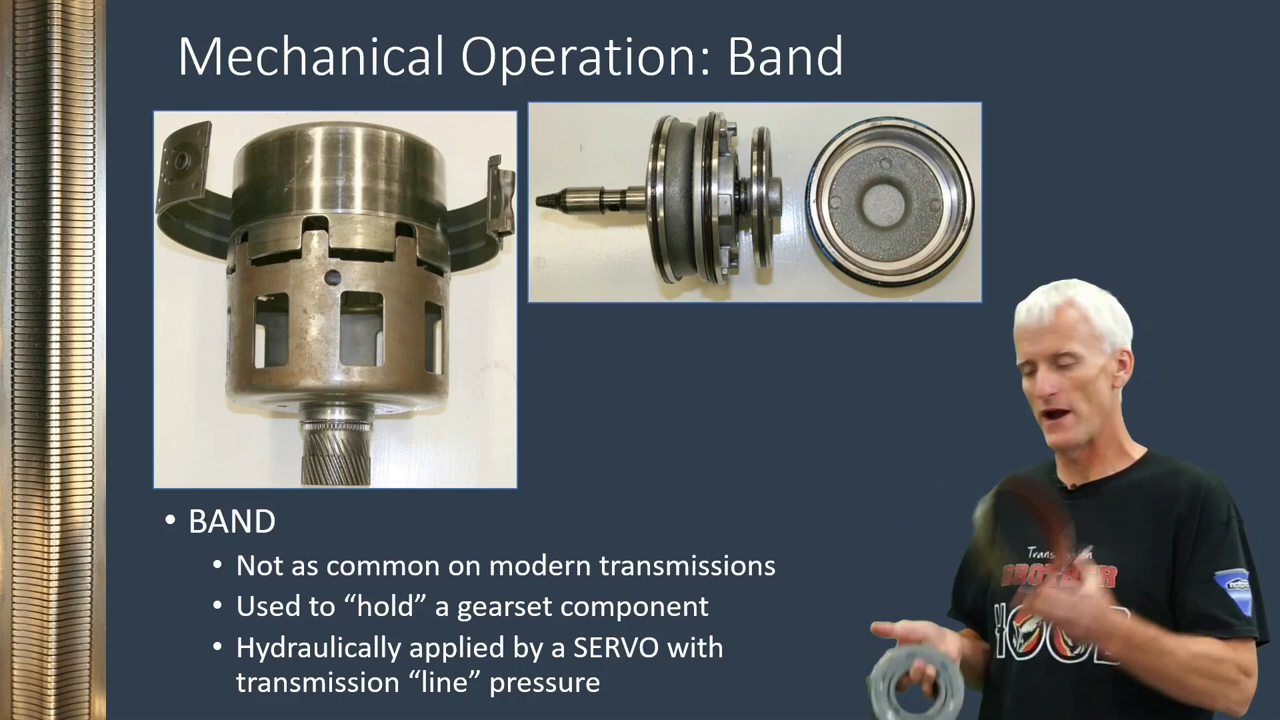 Mechanical Operation: Band
• BAND
• Not as common on modern transmissions
• Used to “hold” a gearset component
• Hydraulically applied by a SERVO with
transmission “line” pressure